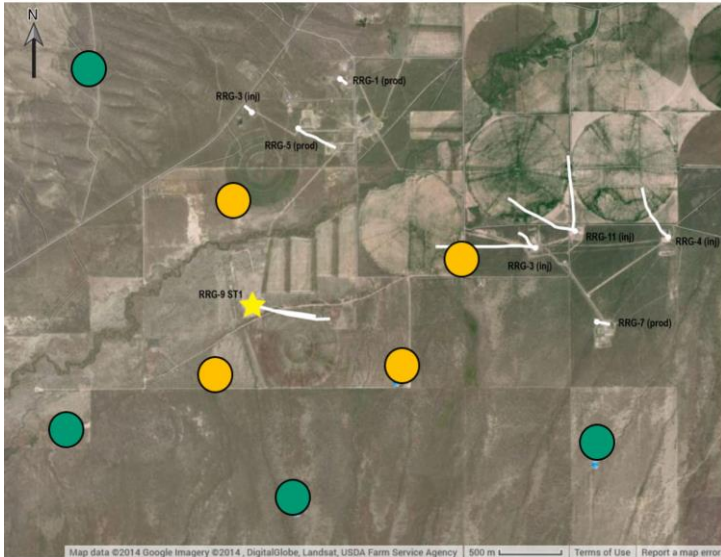 N
RRG-1 (prod)
RRG-3 (inj)
RRG-5 (prod)
RRG-11 (inj)
RRG-4 (inj)
RRG-3 (inj)
RRG-9 ST1
RRG-7 (prod)
Map data ©2014 Google Imagery ©2014 , DigitalGlobe, Landsat, USDA Farm Service Agency 500 m Terms of Use Report a map error